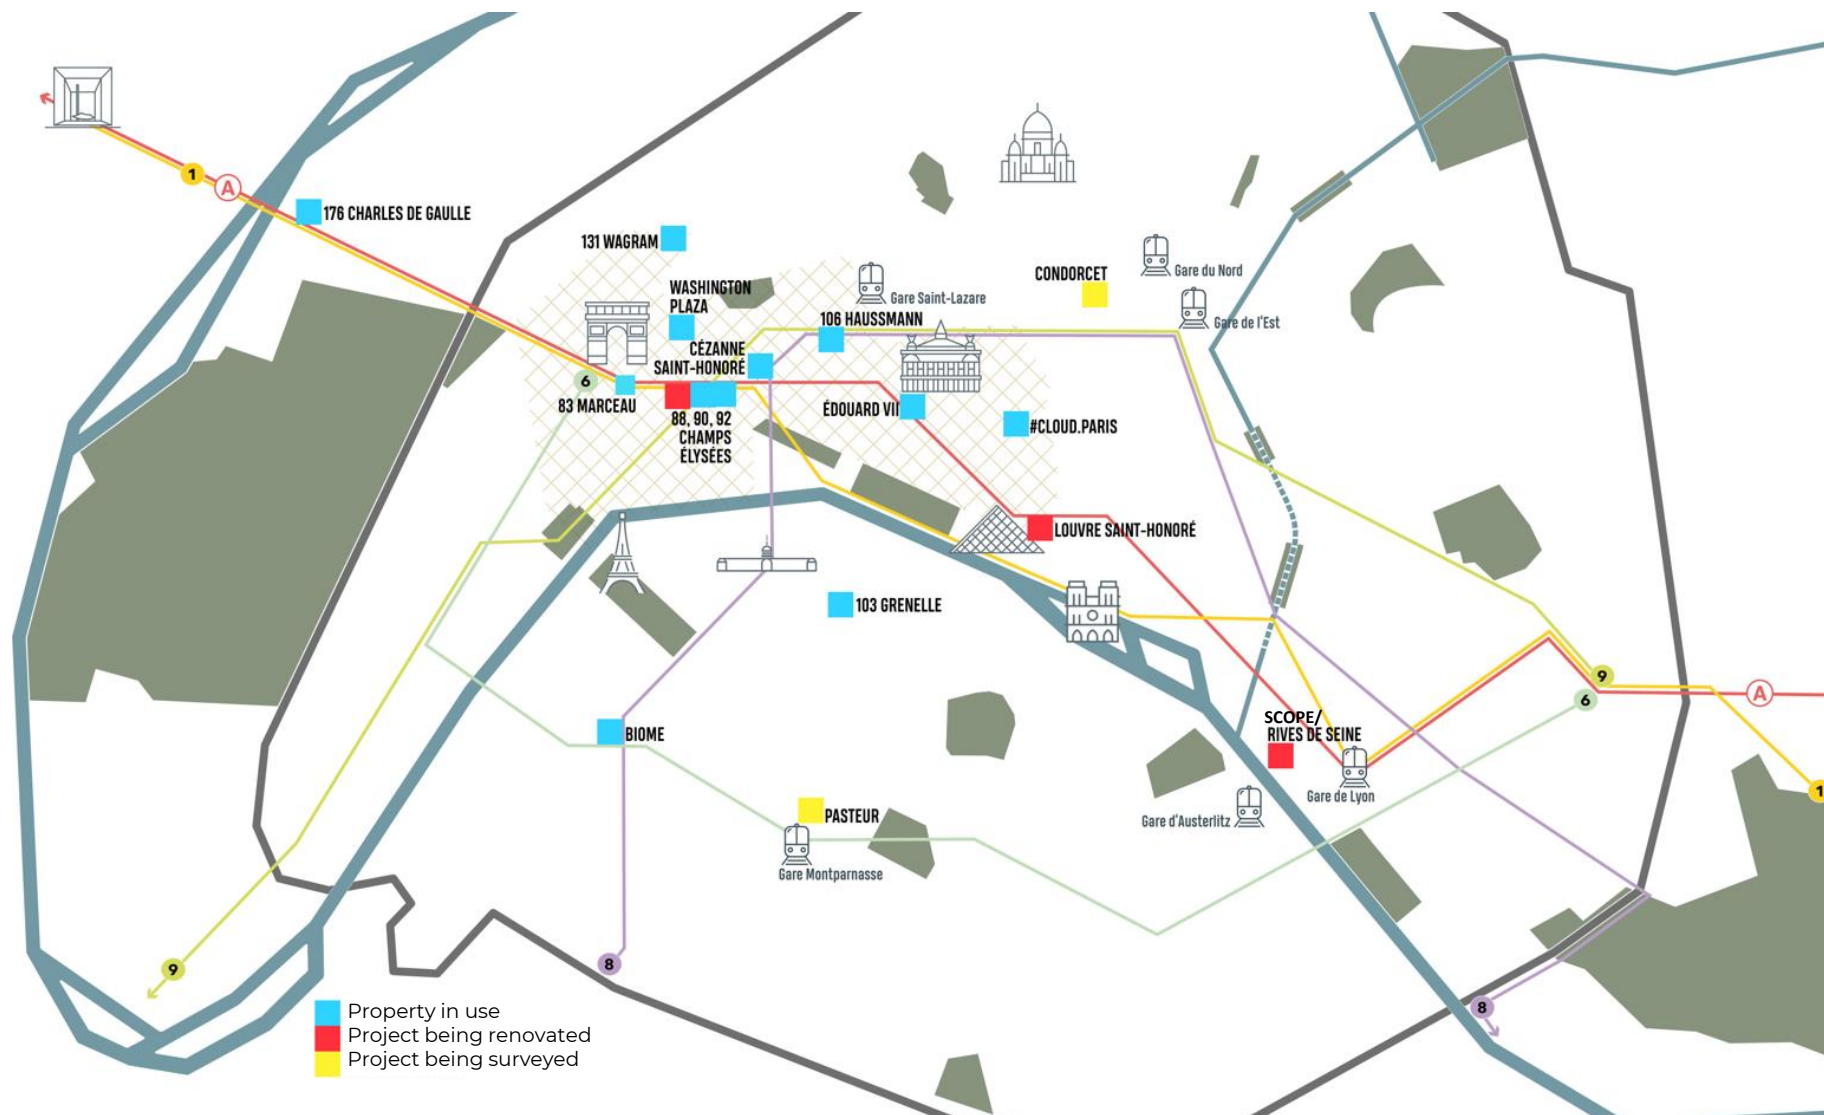 1
A
176 CHARLES DE GAULLE
131 WAGRAM
WASHINGTON
PLAZA
Gare Saint-Lazare
Gare du Nord
CONDORCET
Gare de l'Est
106 HAUSSMANN
CÉZANNE
SAINT-HONORÉ
6
83 MARCEAU
88, 90, 92
CHAMPS
ÉLYSÉES
ÉDOUARD VII
#CLOUD.PARIS
LOUVRE SAINT-HONORÉ
103 GRENELLE
9
6
A
SCOPE/
RIVES DE SEINE
BIOME
1
Gare de Lyon
Gare d'Austerlitz
PASTEUR
Gare Montparnasse
9
8
8
Property in use
Project being renovated
Project being surveyed